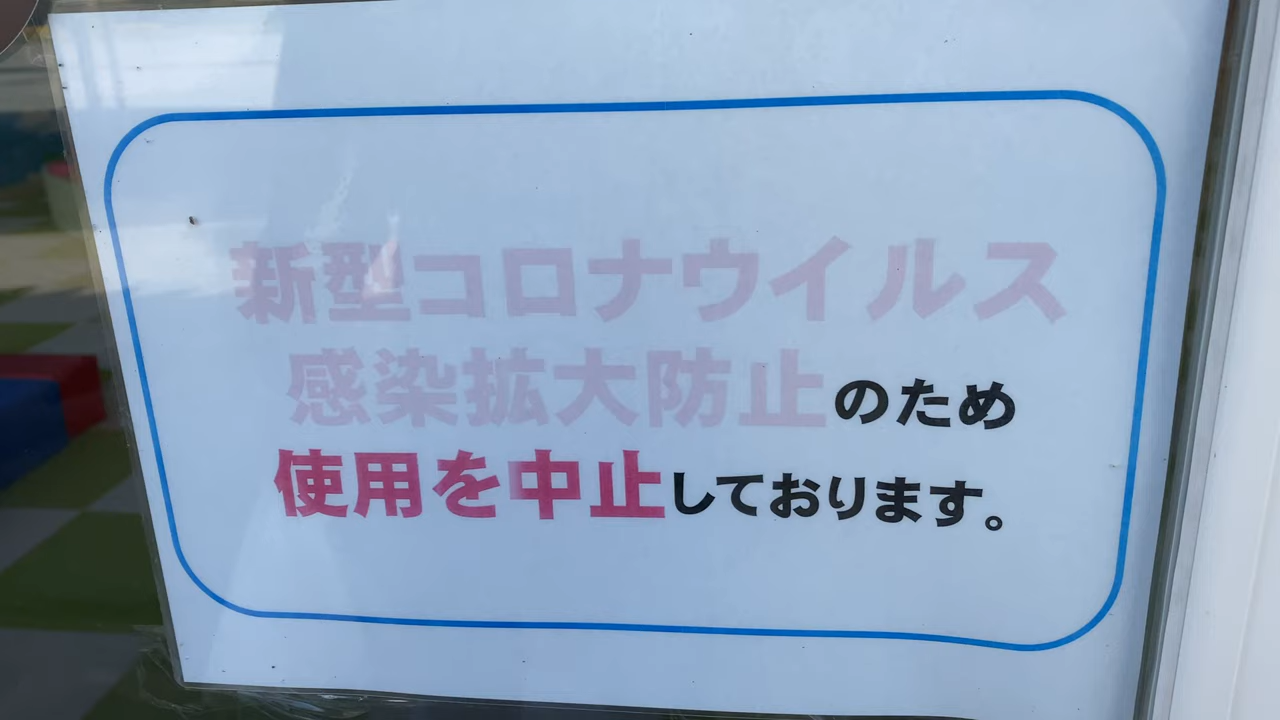 新型コロナウイルス
感染拡大防止のため
使用を中止しております。